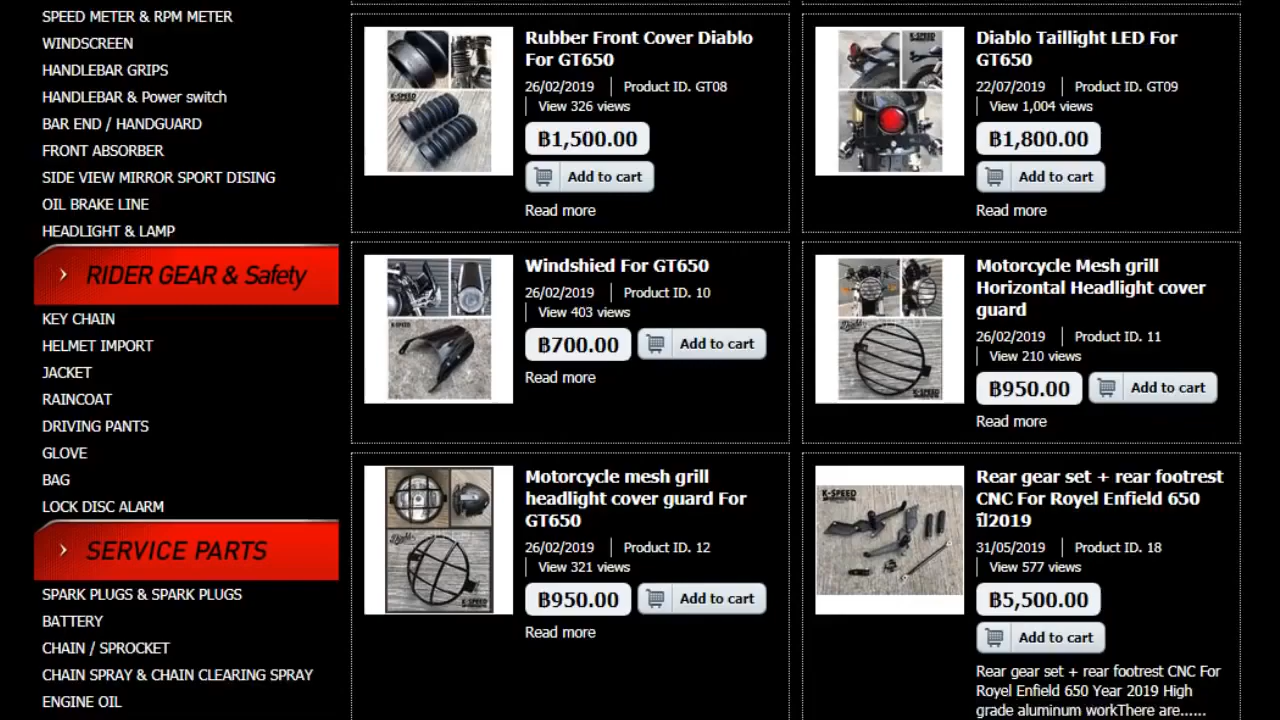 SPEED METER & RPM METER
WINDSCREEN
HANDLEBAR GRIPS
HANDLEBAR & Power switch
BAR END / HANDGUARD
FRONT ABSORBER
SIDE VIEW MIRROR SPORT DISING
OIL BRAKE LINE
HEADLIGHT & LAMP
RIDER GEAR & Safety
KEY CHAIN
HELMET IMPORT
JACKET
RAINCOAT
DRIVING PANTS
GLOVE
BAG
LOCK DISC ALARM
SERVICE PARTS
SPARK PLUGS & SPARK PLUGS
BATTERY
CHAIN / SPROCKET
CHAIN SPRAY & CHAIN CLEARING SPRAY
ENGINE OIL
K-SPEED
Rubber Front Cover Diablo
For GT650
26/02/2019 Product ID. GT08
View 326 views
฿1,500.00
Add to cart
Read more
Diablo Taillight LED For
GT650
22/07/2019 Product ID. GT09
View 1,004 views
฿1,800.00
Add to cart
Read more
K-SPEED
Windshied For GT650
26/02/2019 Product ID. 10
View 403 views
฿700.00 Add to cart
Read more
Diablo
K-SPEED
Motorcycle Mesh grill
Horizontal Headlight cover
guard
26/02/2019 Product ID. 11
View 210 views
฿950.00 Add to cart
Read more
Diablo
K-SPEED
Motorcycle mesh grill
headlight cover guard For
GT650
26/02/2019 Product ID. 12
View 321 views
฿950.00 Add to cart
Read more
K-SPEED
Rear gear set + rear footrest
CNC For Royel Enfield 650
ปี2019
31/05/2019 Product ID. 18
View 577 views
฿5,500.00
Add to cart
Rear gear set + rear footrest CNC For
Royel Enfield 650 Year 2019 High
grade aluminum workThere are......